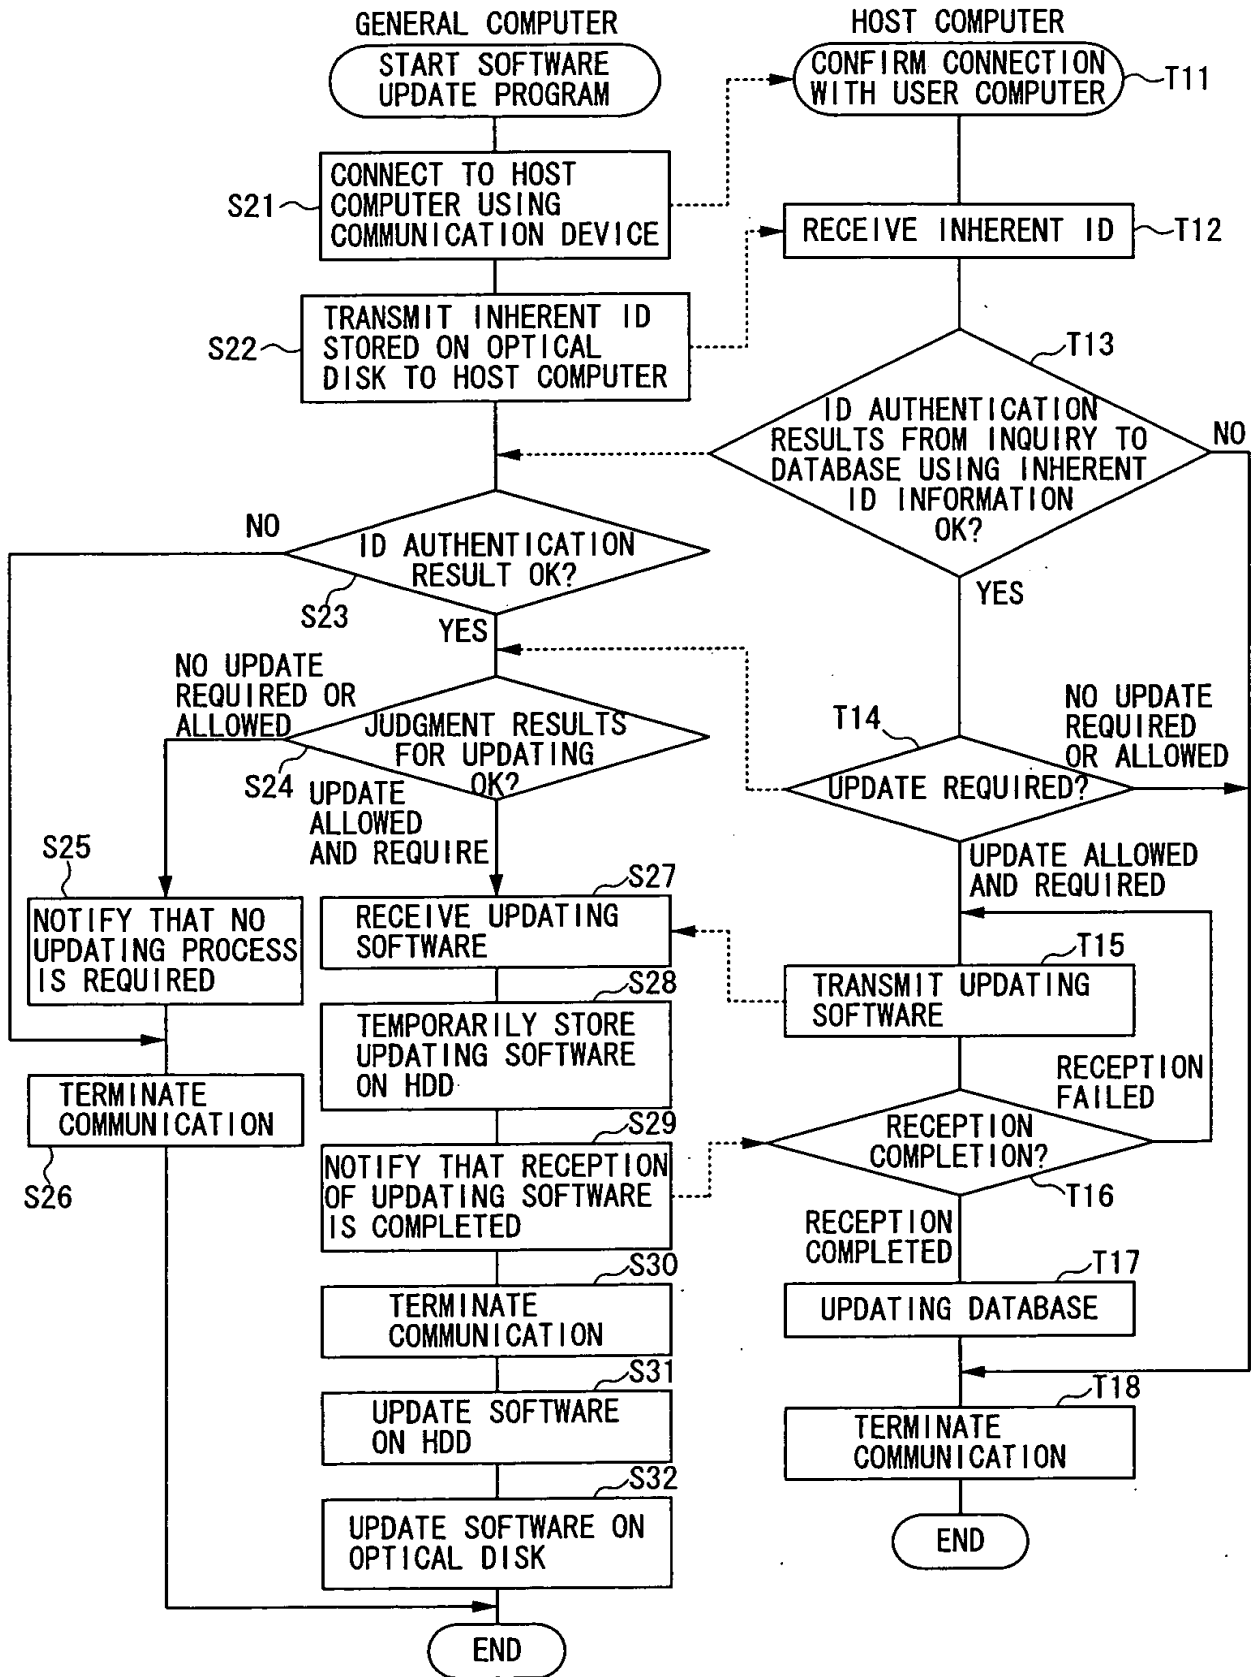 GENERAL COMPUTER
START SOFTWARE
UPDATE PROGRAM
S21
CONNECT TO HOST
COMPUTER USING
COMMUNICATION DEVICE
S22
TRANSMIT INHERENT ID
STORED ON OPTICAL
DISK TO HOST COMPUTER
NO
ID AUTHENTICATION
RESULT OK?
S23
YES
NO UPDATE
REQUIRED OR
ALLOWED
JUDGMENT RESULTS
FOR UPDATING
OK?
S24
UPDATE
ALLOWED
AND REQUIRE
S25
NOTIFY THAT NO
UPDATING PROCESS
IS REQUIRED
TERMINATE
COMMUNICATION
S26
S27
RECEIVE UPDATING
SOFTWARE
S28
TEMPORARILY STORE
UPDATING SOFTWARE
ON HDD
S29
NOTIFY THAT RECEPTION
OF UPDATING SOFTWARE
IS COMPLETED
S30
TERMINATE
COMMUNICATION
S31
UPDATE SOFTWARE
ON HDD
S32
UPDATE SOFTWARE ON
OPTICAL DISK
END
HOST COMPUTER
CONFIRM CONNECTION
WITH USER COMPUTER
T11
RECEIVE INHERENT ID
T12
T13
ID AUTHENTICATION
RESULTS FROM INQUIRY TO
DATABASE USING INHERENT
ID INFORMATION
OK?
NO
YES
T14
UPDATE REQUIRED?
NO UPDATE
REQUIRED
OR ALLOWED
UPDATE ALLOWED
AND REQUIRED
T15
TRANSMIT UPDATING
SOFTWARE
RECEPTION
FAILED
RECEPTION
COMPLETION?
T16
RECEPTION
COMPLETED
T17
UPDATING DATABASE
T18
TERMINATE
COMMUNICATION
END